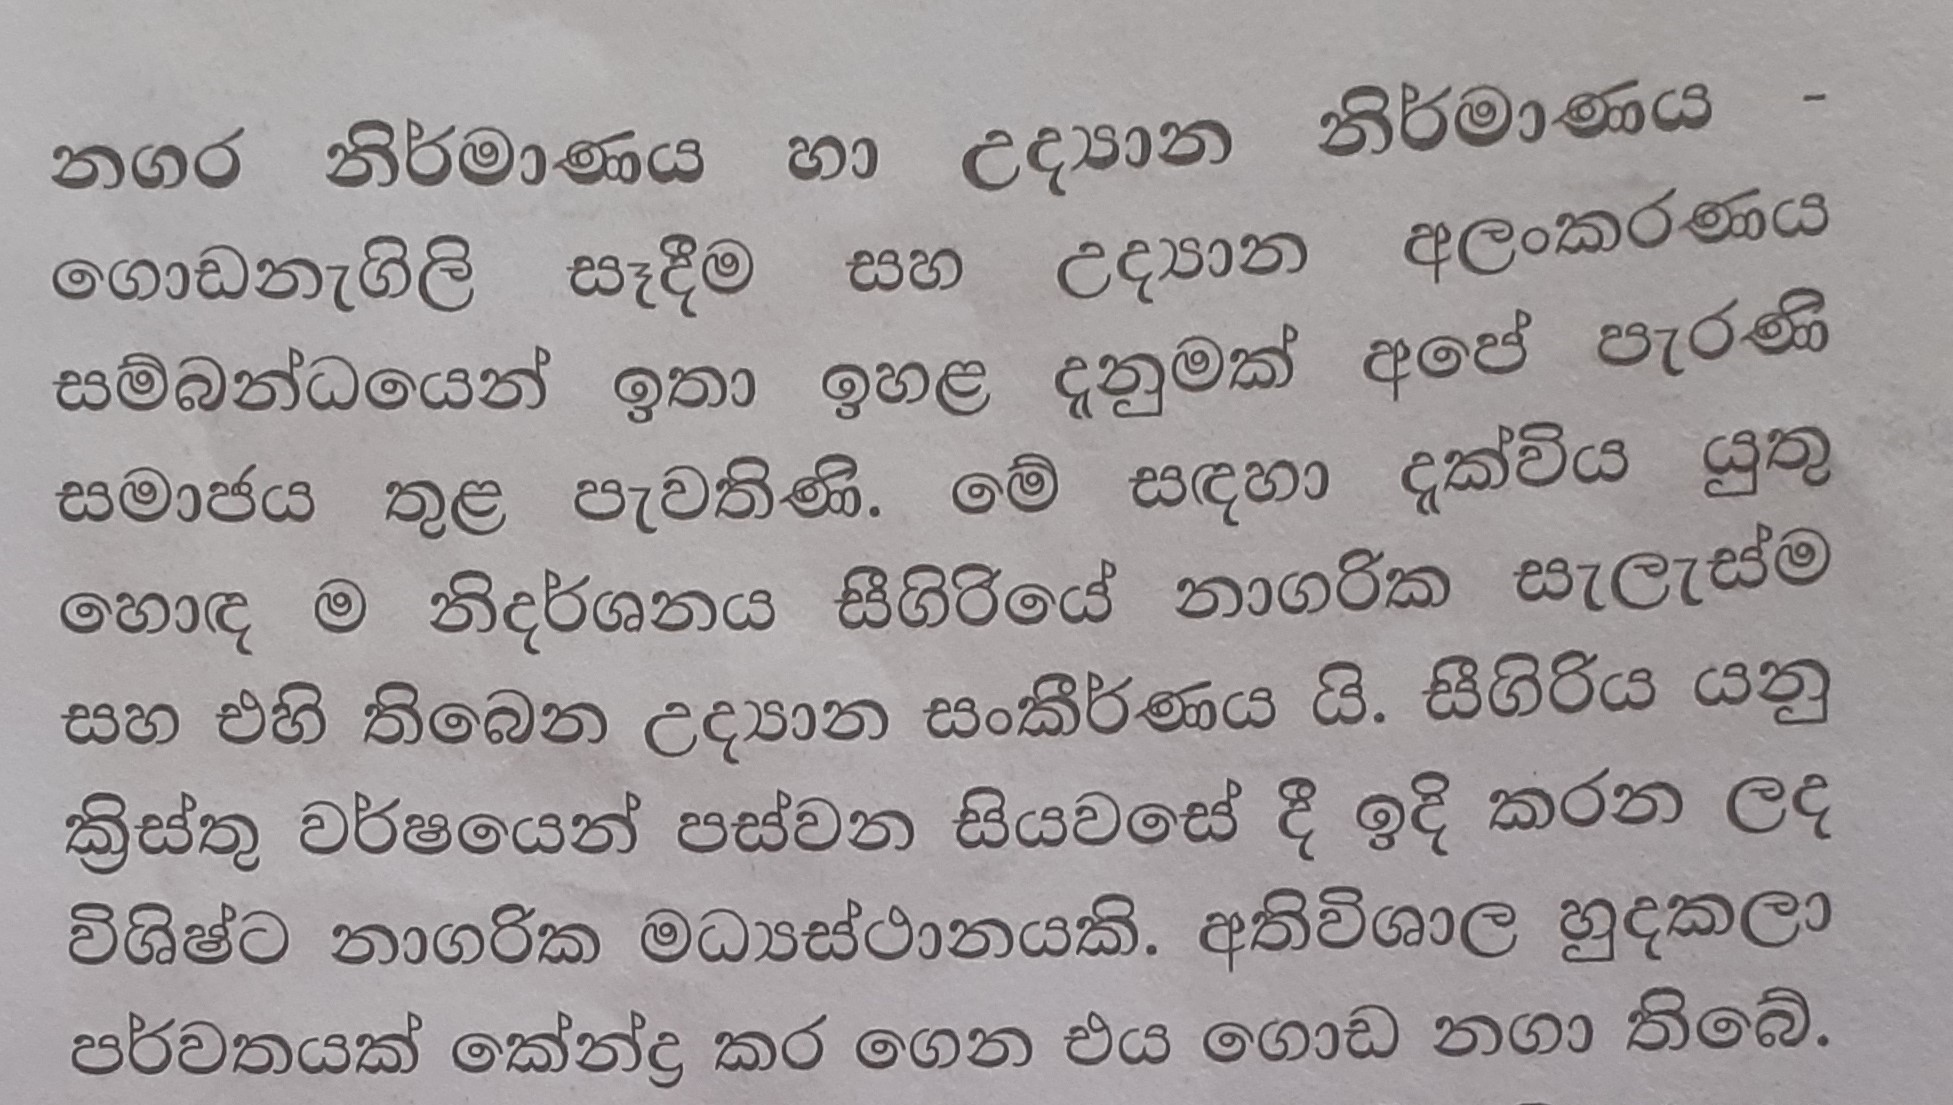 නගර නිර්මාණය හා උද්‍යාන නිර්මාණය -
ගොඩනැගිලි සෑදීම සහ උද්‍යාන අලංකරණය
සම්බන්ධයෙන් ඉතා ඉහළ දැනුමක් අපේ පැරණි
සමාජය තුළ පැවතිණි. මේ සඳහා දැක්විය යුතු
හොඳ ම නිදර්ශනය සීගිරියේ නාගරික සැලැස්ම
සහ එහි තිබෙන උද්‍යාන සංකීර්ණය යි. සීගිරිය යනු
ක්‍රිස්තු වර්ෂයෙන් පස්වන සියවසේ දී ඉදි කරන ලද
විශිෂ්ට නාගරික මධ්‍යස්ථානයකි. අතිවිශාල හුදකලා
පර්වතයක් කේන්ද්‍ර කර ගෙන එය ගොඩ නගා තිබේ.